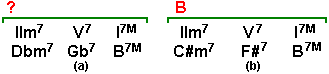 ? B
IIm7 V7 I7M IIm7 V7 I7M
Dbm7 Gb7 B7M C#m7 F#7 B7M
(a) (b)